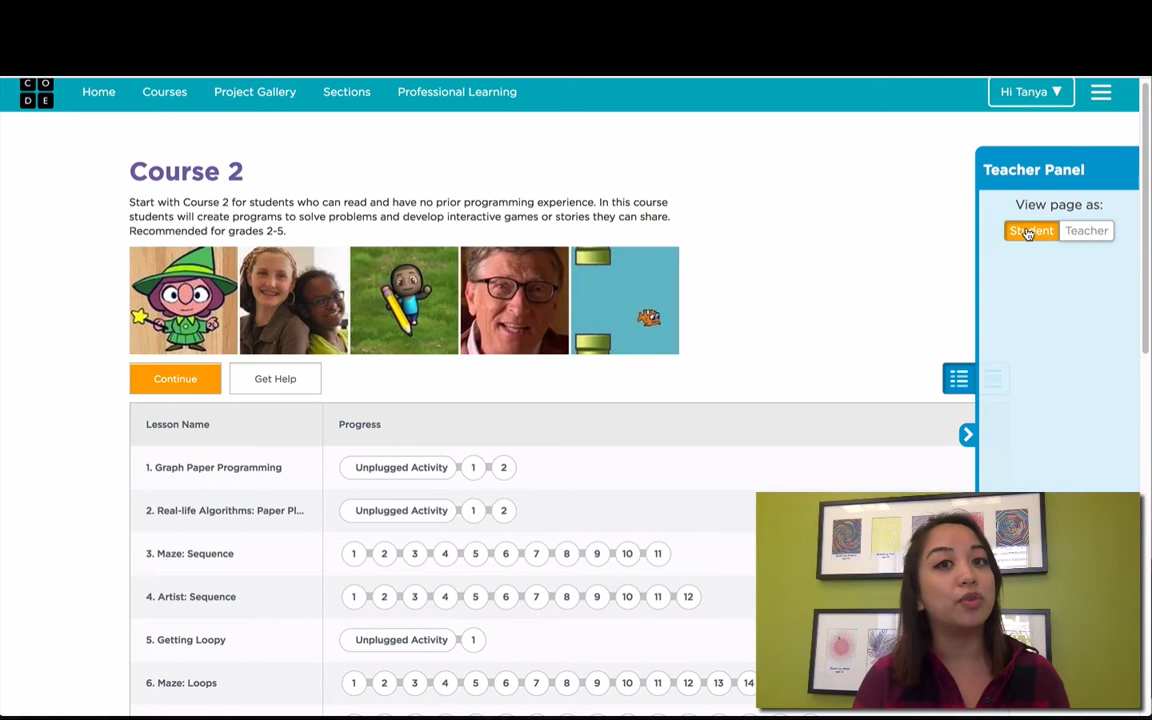 C O
D E
Home Courses Project Gallery Sections Professional Learning
Hi Tanya ▼
Course 2
Start with Course 2 for students who can read and have no prior programming experience. In this course
students will create programs to solve problems and develop interactive games or stories they can share.
Recommended for grades 2-5.
Teacher Panel
View page as:
Student Teacher
Continue Get Help
Lesson Name Progress
1. Graph Paper Programming Unplugged Activity 1 2
2. Real-life Algorithms: Paper Pl... Unplugged Activity 1 2
3. Maze: Sequence 1 2 3 4 5 6 7 8 9 10 11
4. Artist: Sequence 1 2 3 4 5 6 7 8 9 10 11 12
5. Getting Loopy Unplugged Activity 1
6. Maze: Loops 1 2 3 4 5 6 7 8 9 10 11 12 13 14